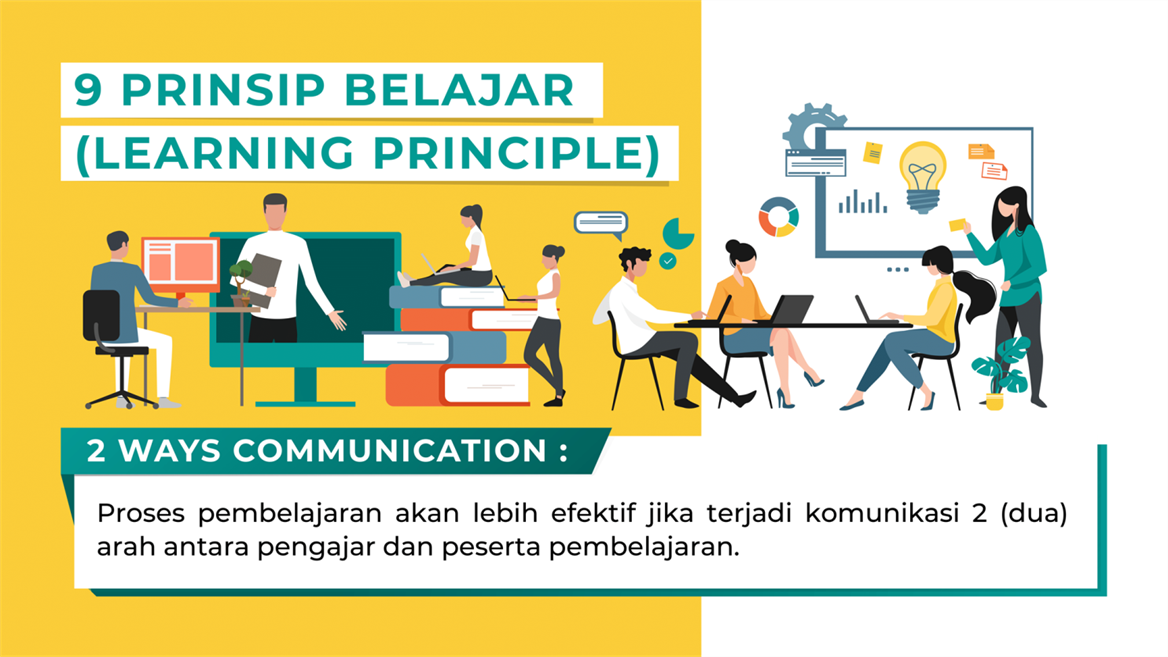 9 PRINSIP BELAJAR
(LEARNING PRINCIPLE)
2 WAYS COMMUNICATION :
Proses pembelajaran akan lebih efektif jika terjadi komunikasi 2 (dua)
arah antara pengajar dan peserta pembelajaran.